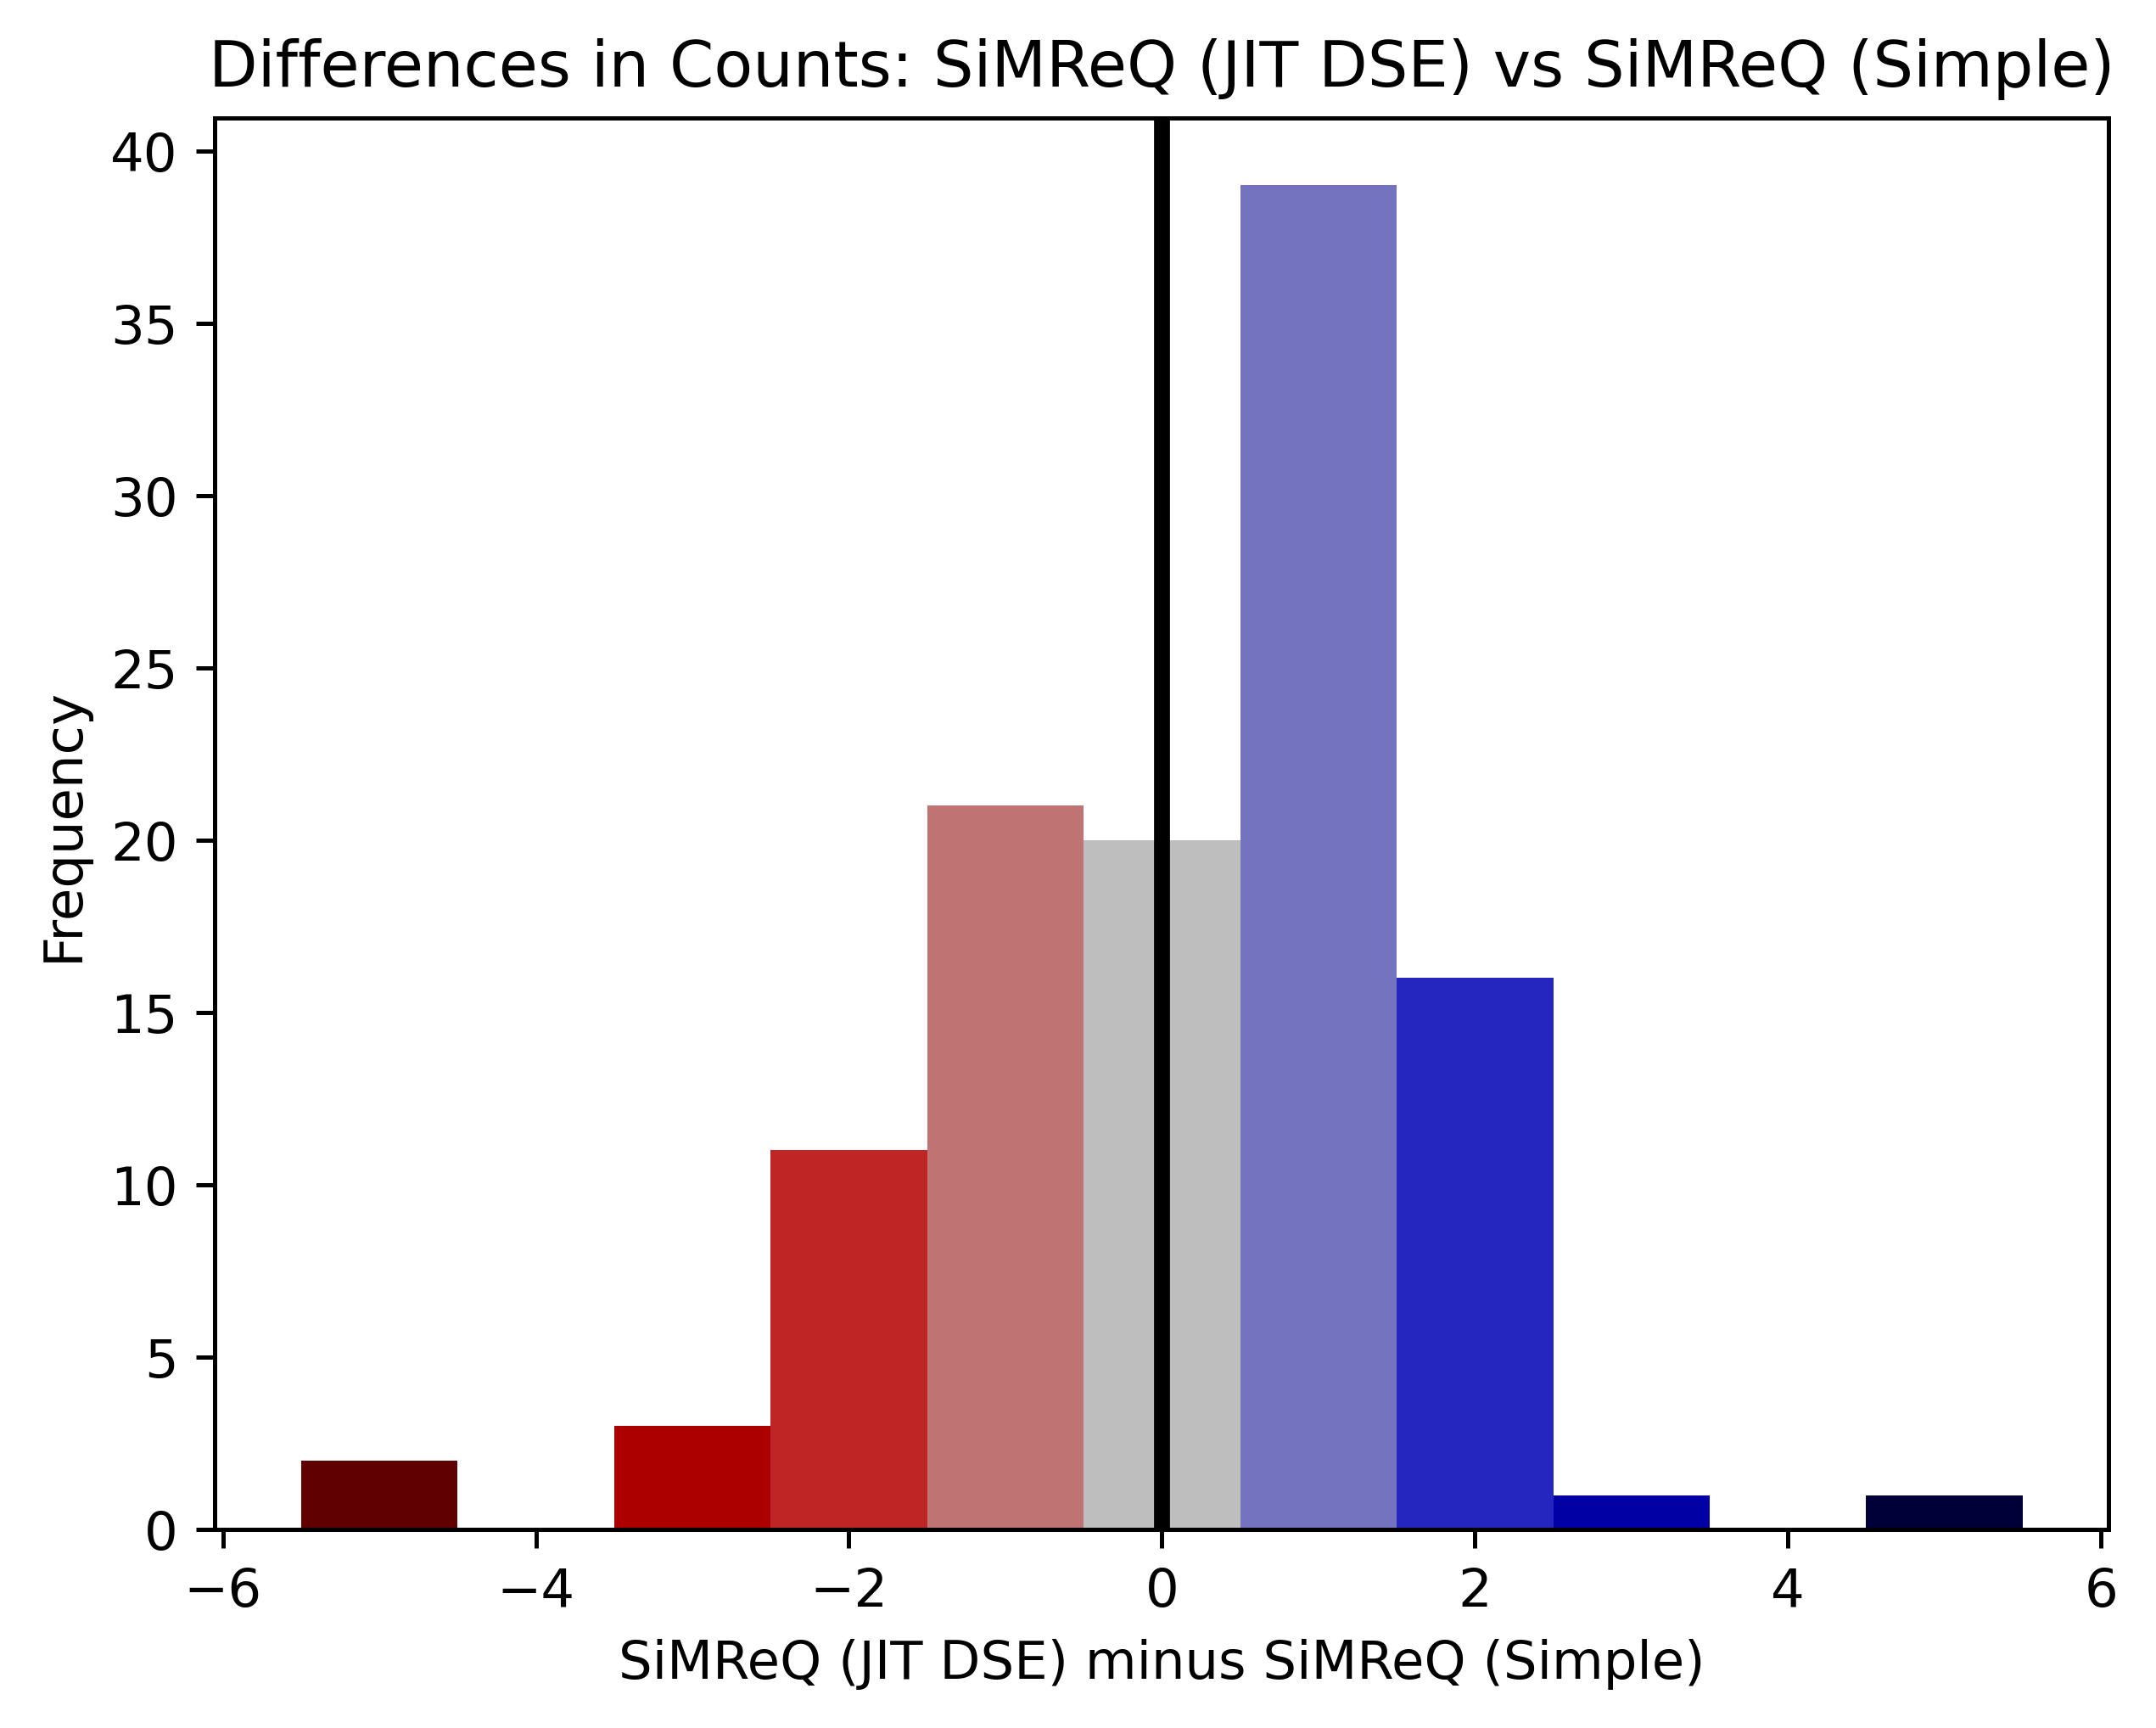 Differences in Counts: SiMReQ (JIT DSE) vs SiMReQ (Simple)
40
35
30
25
20
15
10
5
0
Frequency
−6 −4 −2 0 2 4 6
SiMReQ (JIT DSE) minus SiMReQ (Simple)